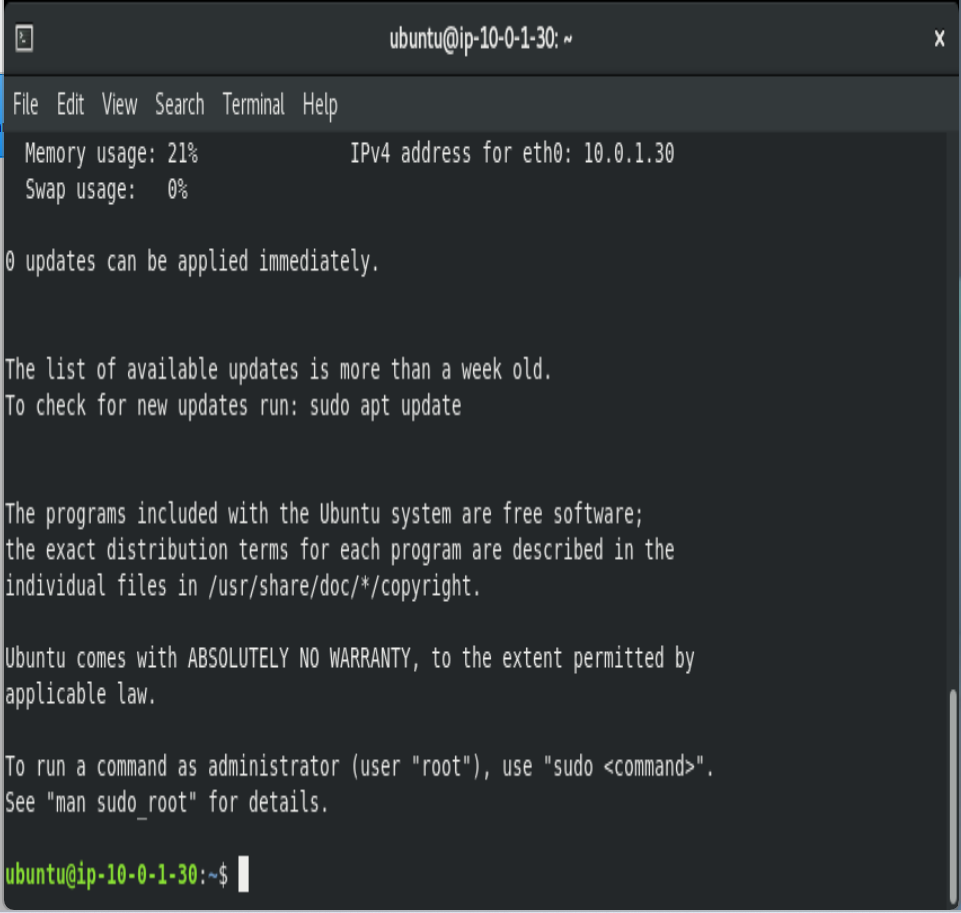 ubuntu@ip-10-0-1-30: ~ x
File Edit View Search Terminal Help
Memory usage: 21% IPv4 address for eth0: 10.0.1.30
Swap usage: 0%
0 updates can be applied immediately.
The list of available updates is more than a week old.
To check for new updates run: sudo apt update
The programs included with the Ubuntu system are free software;
the exact distribution terms for each program are described in the
individual files in /usr/share/doc/*/copyright.
Ubuntu comes with ABSOLUTELY NO WARRANTY, to the extent permitted by
applicable law.
To run a command as administrator (user "root"), use "sudo <command>".
See "man sudo_root" for details.
ubuntu@ip-10-0-1-30:~$